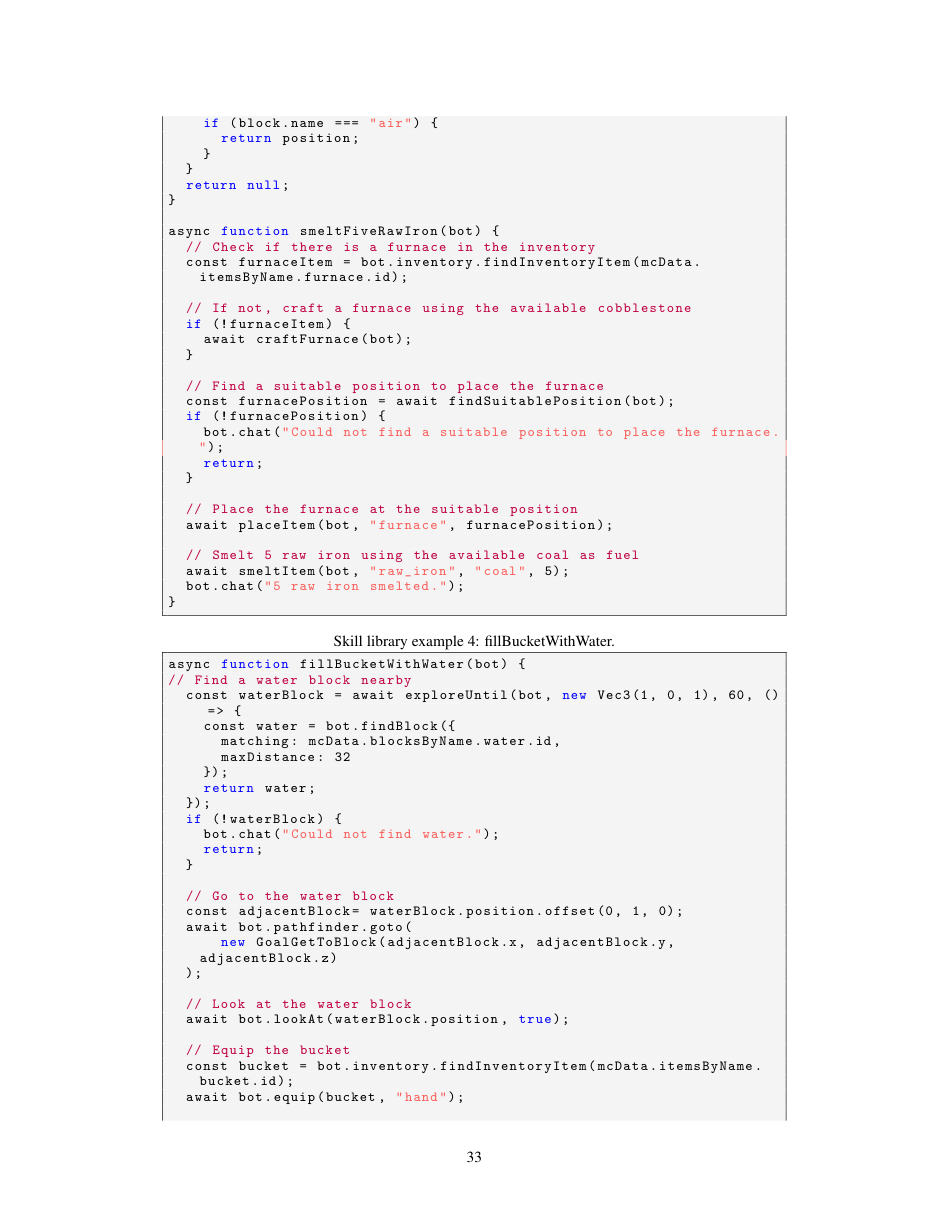 if (block.name === "air") {
      return position;
    }
  }
  return null;
}

async function smeltFiveRawIron(bot) {
  // Check if there is a furnace in the inventory
  const furnaceItem = bot.inventory.findInventoryItem(mcData.
    itemsByName.furnace.id);

  // If not, craft a furnace using the available cobblestone
  if (!furnaceItem) {
    await craftFurnace(bot);
  }

  // Find a suitable position to place the furnace
  const furnacePosition = await findSuitablePosition(bot);
  if (!furnacePosition) {
    bot.chat("Could not find a suitable position to place the furnace.
    ");
    return;
  }

  // Place the furnace at the suitable position
  await placeItem(bot, "furnace", furnacePosition);

  // Smelt 5 raw iron using the available coal as fuel
  await smeltItem(bot, "raw_iron", "coal", 5);
  bot.chat("5 raw iron smelted.");
}

Skill library example 4: fillBucketWithWater.
async function fillBucketWithWater(bot) {
// Find a water block nearby
  const waterBlock = await exploreUntil(bot, new Vec3(1, 0, 1), 60, ()
    => {
    const water = bot.findBlock({
      matching: mcData.blocksByName.water.id,
      maxDistance: 32
    });
    return water;
  });
  if (!waterBlock) {
    bot.chat("Could not find water.");
    return;
  }

  // Go to the water block
  const adjacentBlock= waterBlock.position.offset(0, 1, 0);
  await bot.pathfinder.goto(
      new GoalGetToBlock(adjacentBlock.x, adjacentBlock.y,
    adjacentBlock.z)
  );

  // Look at the water block
  await bot.lookAt(waterBlock.position, true);

  // Equip the bucket
  const bucket = bot.inventory.findInventoryItem(mcData.itemsByName.
    bucket.id);
  await bot.equip(bucket, "hand");

33